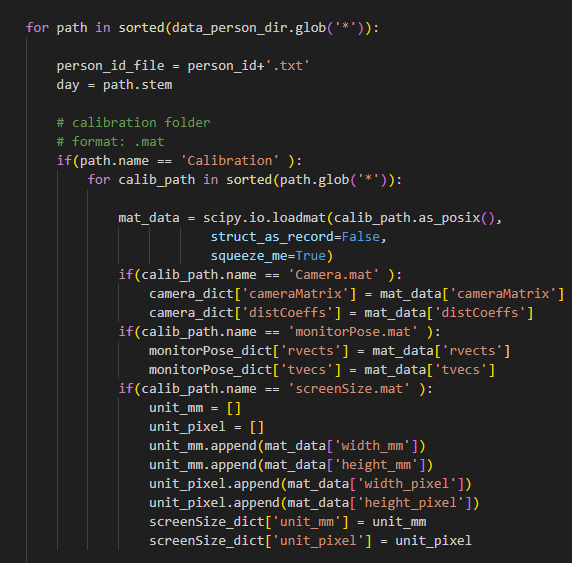 for path in sorted(data_person_dir.glob('*')):
person_id_file = person_id+'.txt'
day = path.stem
# calibration folder
# format: .mat
if(path.name == 'Calibration' ):
for calib_path in sorted(path.glob('*')):
mat_data = scipy.io.loadmat(calib_path.as_posix(),
struct_as_record=False,
squeeze_me=True)
if(calib_path.name == 'Camera.mat' ):
camera_dict['cameraMatrix'] = mat_data['cameraMatrix']
camera_dict['distCoeffs'] = mat_data['distCoeffs']
if(calib_path.name == 'monitorPose.mat' ):
monitorPose_dict['rvects'] = mat_data['rvects']
monitorPose_dict['tvecs'] = mat_data['tvecs']
if(calib_path.name == 'screenSize.mat' ):
unit_mm = []
unit_pixel = []
unit_mm.append(mat_data['width_mm'])
unit_mm.append(mat_data['height_mm'])
unit_pixel.append(mat_data['width_pixel'])
unit_pixel.append(mat_data['height_pixel'])
screenSize_dict['unit_mm'] = unit_mm
screenSize_dict['unit_pixel'] = unit_pixel